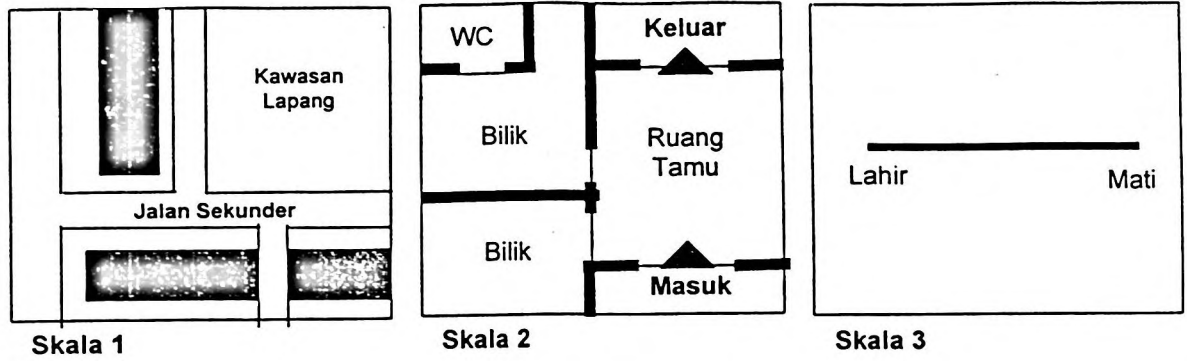 Kawasan
Lapang
Jalan Sekunder
Skala 1
WC
Keluar
Bilik
Ruang
Tamu
Bilik
Masuk
Skala 2
Lahir
Mati
Skala 3